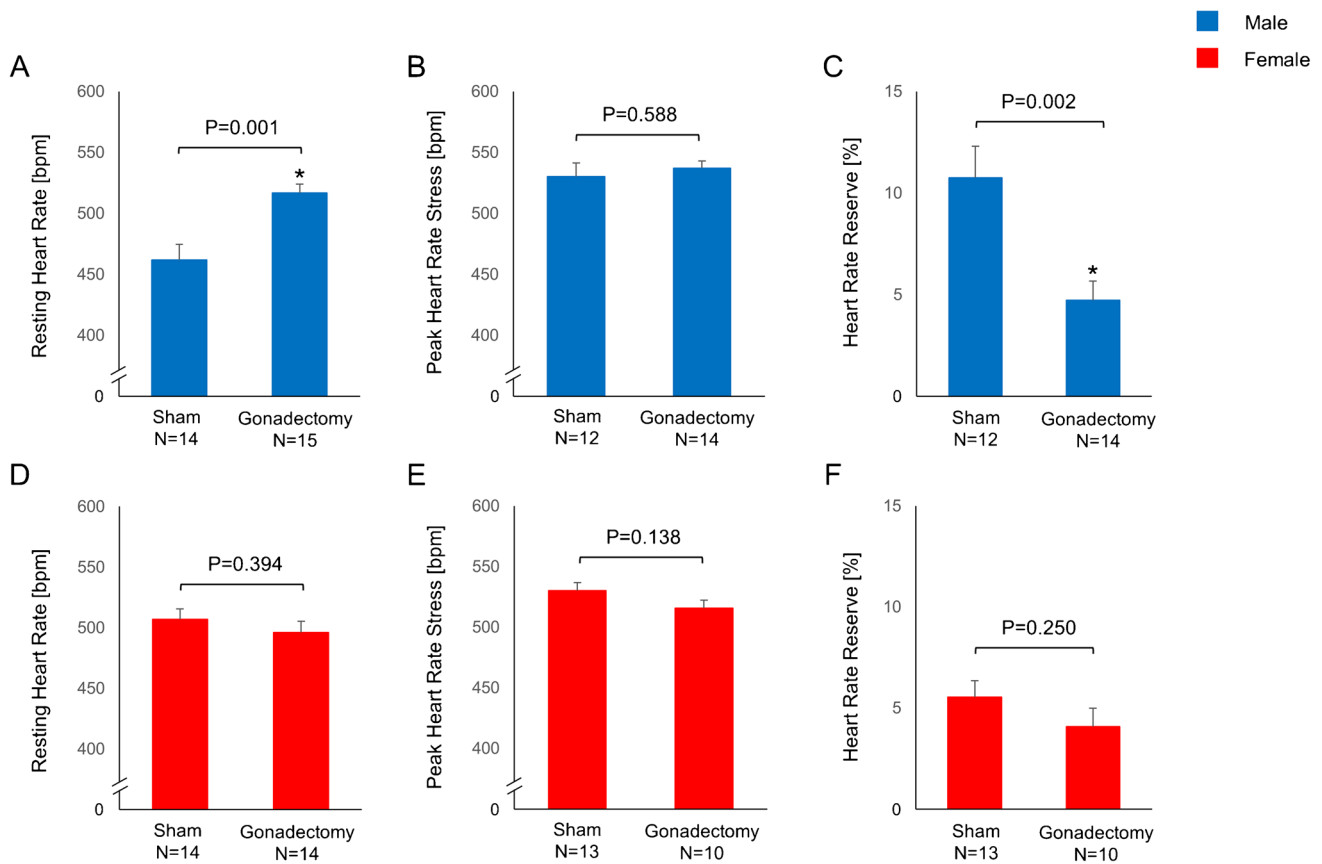 Male
Female
A
Resting Heart Rate [bpm]
600
550
500
450
400
0
P=0.001
*
Sham
N=14
Gonadectomy
N=15
B
Peak Heart Rate Stress [bpm]
600
550
500
450
400
0
P=0.588
Sham
N=12
Gonadectomy
N=14
C
Heart Rate Reserve [%]
15
10
5
0
P=0.002
*
Sham
N=12
Gonadectomy
N=14
D
Resting Heart Rate [bpm]
600
550
500
450
400
0
P=0.394
Sham
N=14
Gonadectomy
N=14
E
Peak Heart Rate Stress [bpm]
600
550
500
450
400
0
P=0.138
Sham
N=13
Gonadectomy
N=10
F
Heart Rate Reserve [%]
15
10
5
0
P=0.250
Sham
N=13
Gonadectomy
N=10